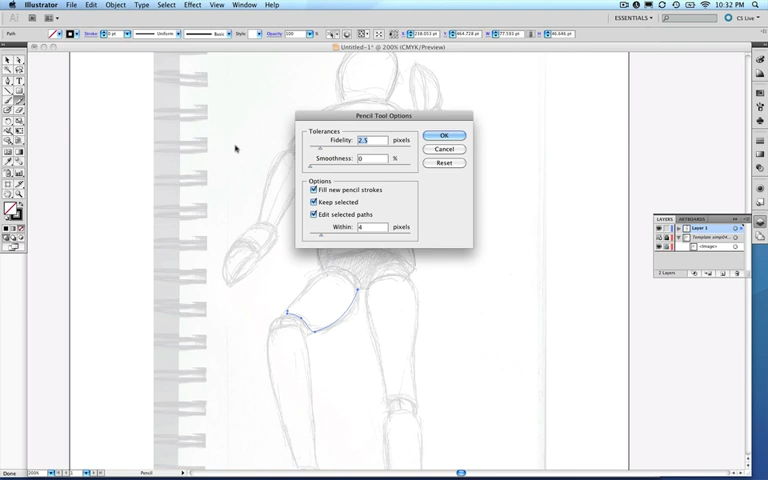 Illustrator File Edit Object Type Select Effect View Window Help 10:32 PM
ESSENTIALS CS Live
Path Stroke: 0 pt Uniform Basic Style: Opacity: 100 %
Untitled-1* @ 200% (CMYK/Preview)
Pencil Tool Options
Tolerances
Fidelity: 2.5 pixels
OK
Smoothness: 0 %
Cancel
Reset
Options
Fill new pencil strokes
Keep selected
Edit selected paths
Within: 4 pixels
LAYERS ARTBOARDS
Layer 1
<Image>
2 Layers
Done 200% 1 Pencil